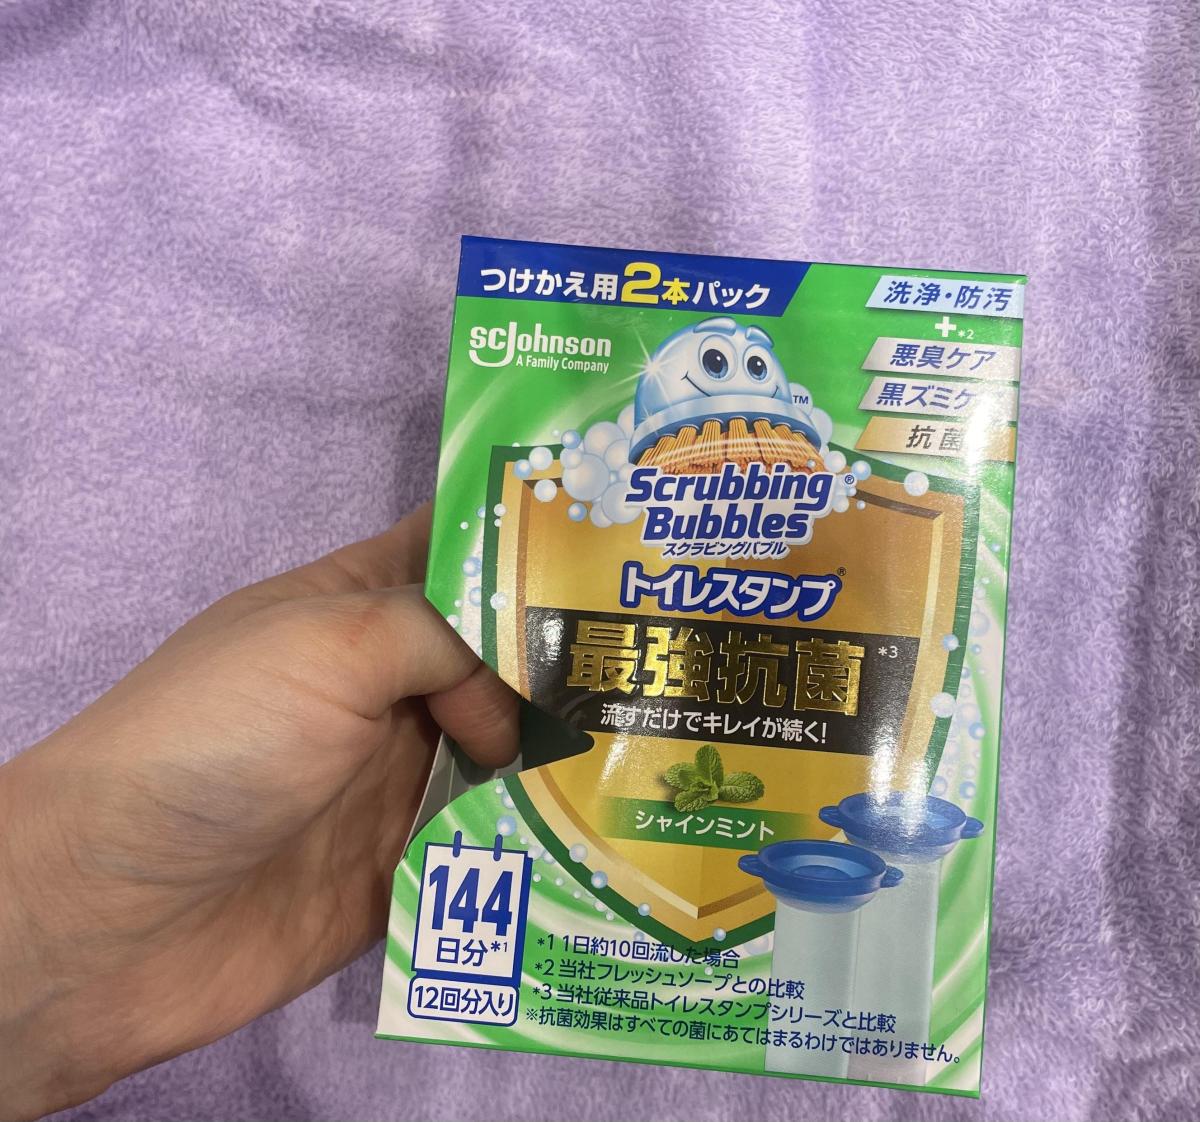 つけかえ用2本パック
洗浄・防汚
+*2
悪臭ケア
黒ズミケ
抗菌
scJohnson
A Family Company
TM
Scrubbing®
Bubbles
スクラビングバブル
トイレスタンプ®
最強抗菌*3
流すだけでキレイが続く!
シャインミント
144
日分*1
12回分入り
*1 1日約10回流した場合
*2 当社フレッシュソープとの比較
*3 当社従来品トイレスタンプシリーズと比較
※抗菌効果はすべての菌にあてはまるわけではありません。